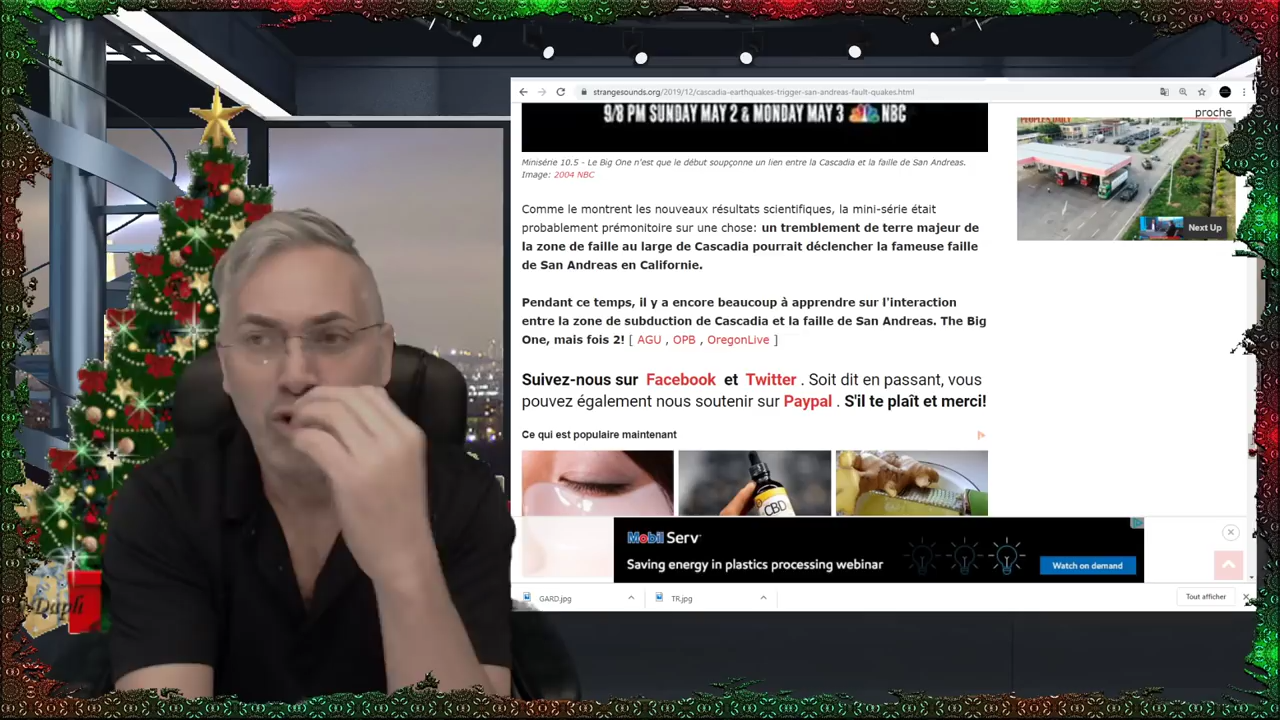 strangesounds.org/2019/12/cascadia-earthquakes-trigger-san-andreas-fault-quakes.html
9/8 PM SUNDAY MAY 2 & MONDAY MAY 3 NBC
proche
Minisérie 10.5 - Le Big One n'est que le début soupçonne un lien entre la Cascadia et la faille de San Andreas.
Image: 2004 NBC
Comme le montrent les nouveaux résultats scientifiques, la mini-série était
probablement prémonitoire sur une chose: un tremblement de terre majeur de
la zone de faille au large de Cascadia pourrait déclencher la fameuse faille
de San Andreas en Californie.
Pendant ce temps, il y a encore beaucoup à apprendre sur l'interaction
entre la zone de subduction de Cascadia et la faille de San Andreas. The Big
One, mais fois 2! [ AGU , OPB , OregonLive ]
Suivez-nous sur Facebook et Twitter . Soit dit en passant, vous
pouvez également nous soutenir sur Paypal . S'il te plaît et merci!
Ce qui est populaire maintenant
CBD
PEOPLE'S DAILY
Next Up
Mobil Serv
Saving energy in plastics processing webinar
Watch on demand
GARD.jpg
TR.jpg
Tout afficher
Daph